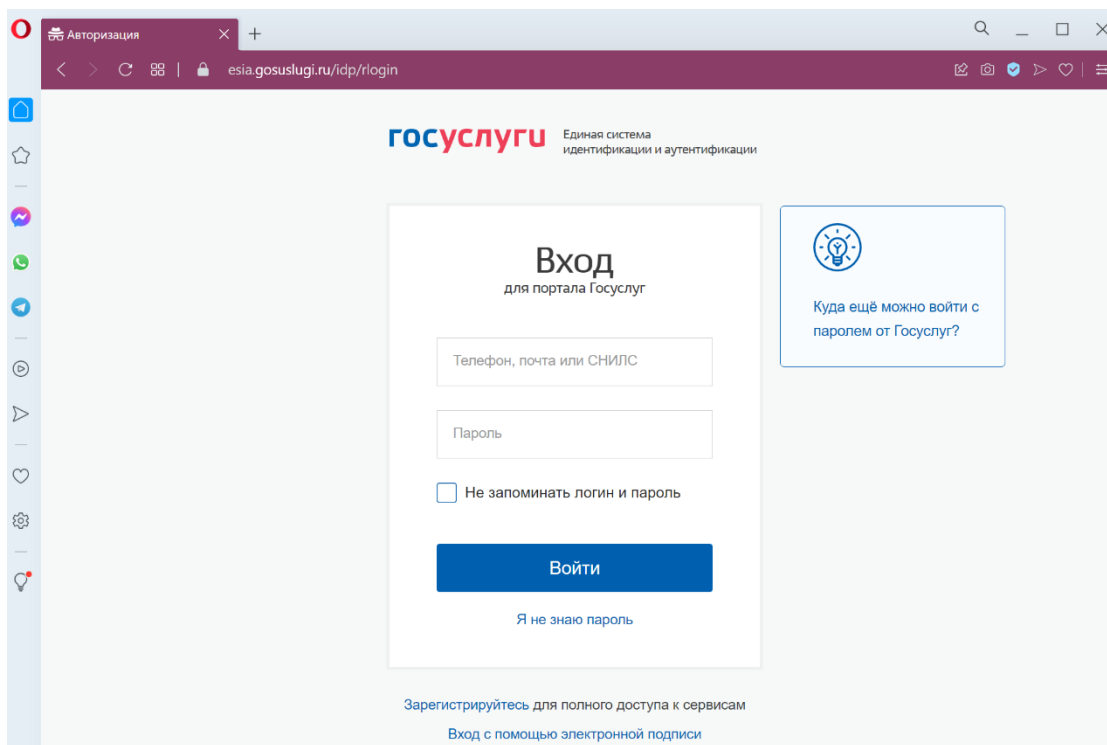 Авторизация
esia.gosuslugi.ru/idp/rlogin
госуслуги
Единая система
идентификации и аутентификации
Вход
для портала Госуслуг
Куда ещё можно войти с
паролем от Госуслуг?
Телефон, почта или СНИЛС
Пароль
Не запоминать логин и пароль
Войти
Я не знаю пароль
Зарегистрируйтесь для полного доступа к сервисам
Вход с помощью электронной подписи